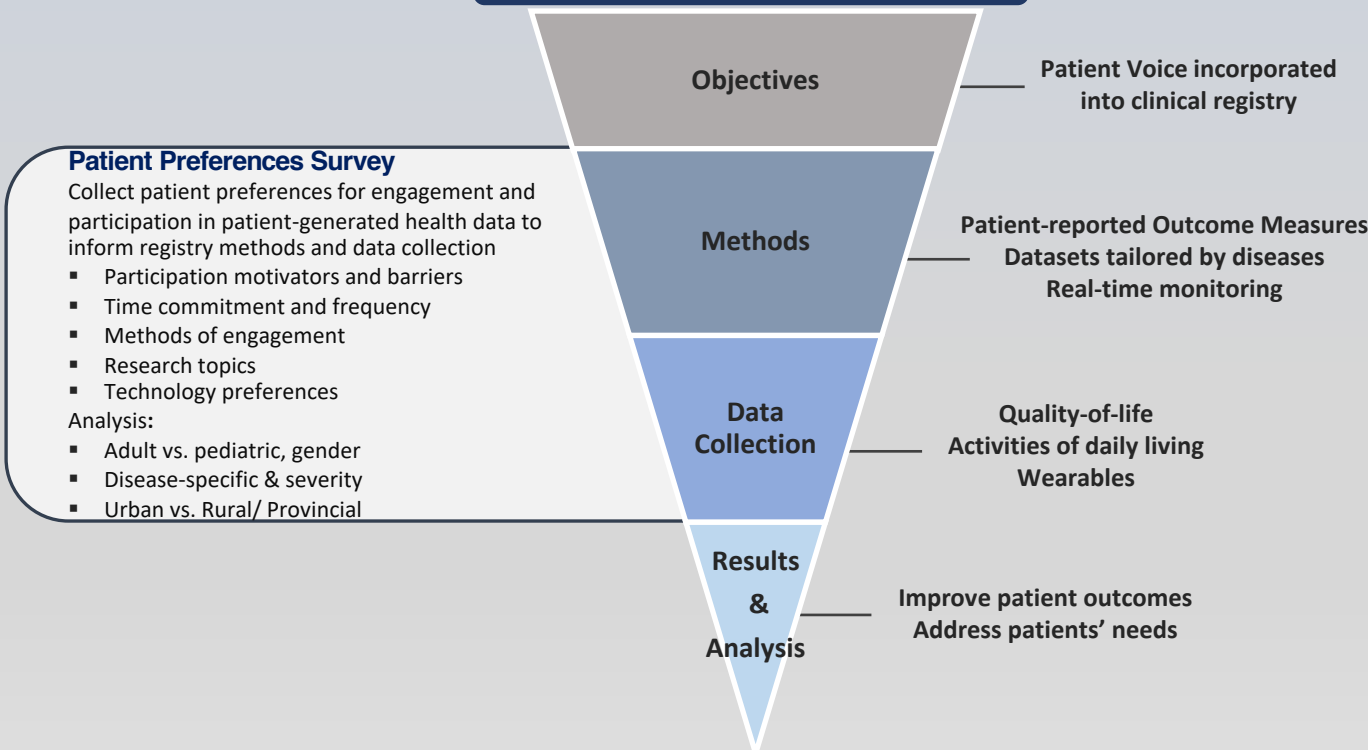 Objectives
Patient Voice incorporated
into clinical registry
Patient Preferences Survey
Collect patient preferences for engagement and
participation in patient-generated health data to
inform registry methods and data collection
▪ Participation motivators and barriers
▪ Time commitment and frequency
▪ Methods of engagement
▪ Research topics
▪ Technology preferences
Analysis:
▪ Adult vs. pediatric, gender
▪ Disease-specific & severity
▪ Urban vs. Rural/ Provincial
Methods
Patient-reported Outcome Measures
Datasets tailored by diseases
Real-time monitoring
Data
Collection
Quality-of-life
Activities of daily living
Wearables
Results
&
Analysis
Improve patient outcomes
Address patients’ needs